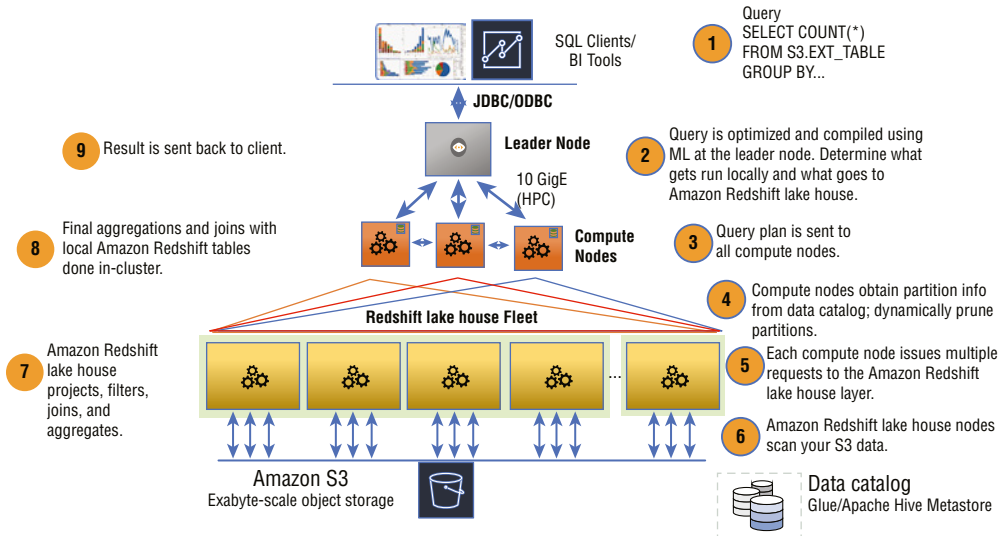 SQL Clients/
BI Tools
1
Query
SELECT COUNT(*)
FROM S3.EXT_TABLE
GROUP BY...
JDBC/ODBC
9
Result is sent back to client.
Leader Node
2
Query is optimized and compiled using
ML at the leader node. Determine what
gets run locally and what goes to
Amazon Redshift lake house.
10 GigE
(HPC)
8
Final aggregations and joins with
local Amazon Redshift tables
done in-cluster.
Compute
Nodes
3
Query plan is sent to
all compute nodes.
4
Compute nodes obtain partition info
from data catalog; dynamically prune
partitions.
Redshift lake house Fleet
7
Amazon Redshift
lake house
projects, filters,
joins, and
aggregates.
...
5
Each compute node issues multiple
requests to the Amazon Redshift
lake house layer.
6
Amazon Redshift lake house nodes
scan your S3 data.
Amazon S3
Exabyte-scale object storage
Data catalog
Glue/Apache Hive Metastore